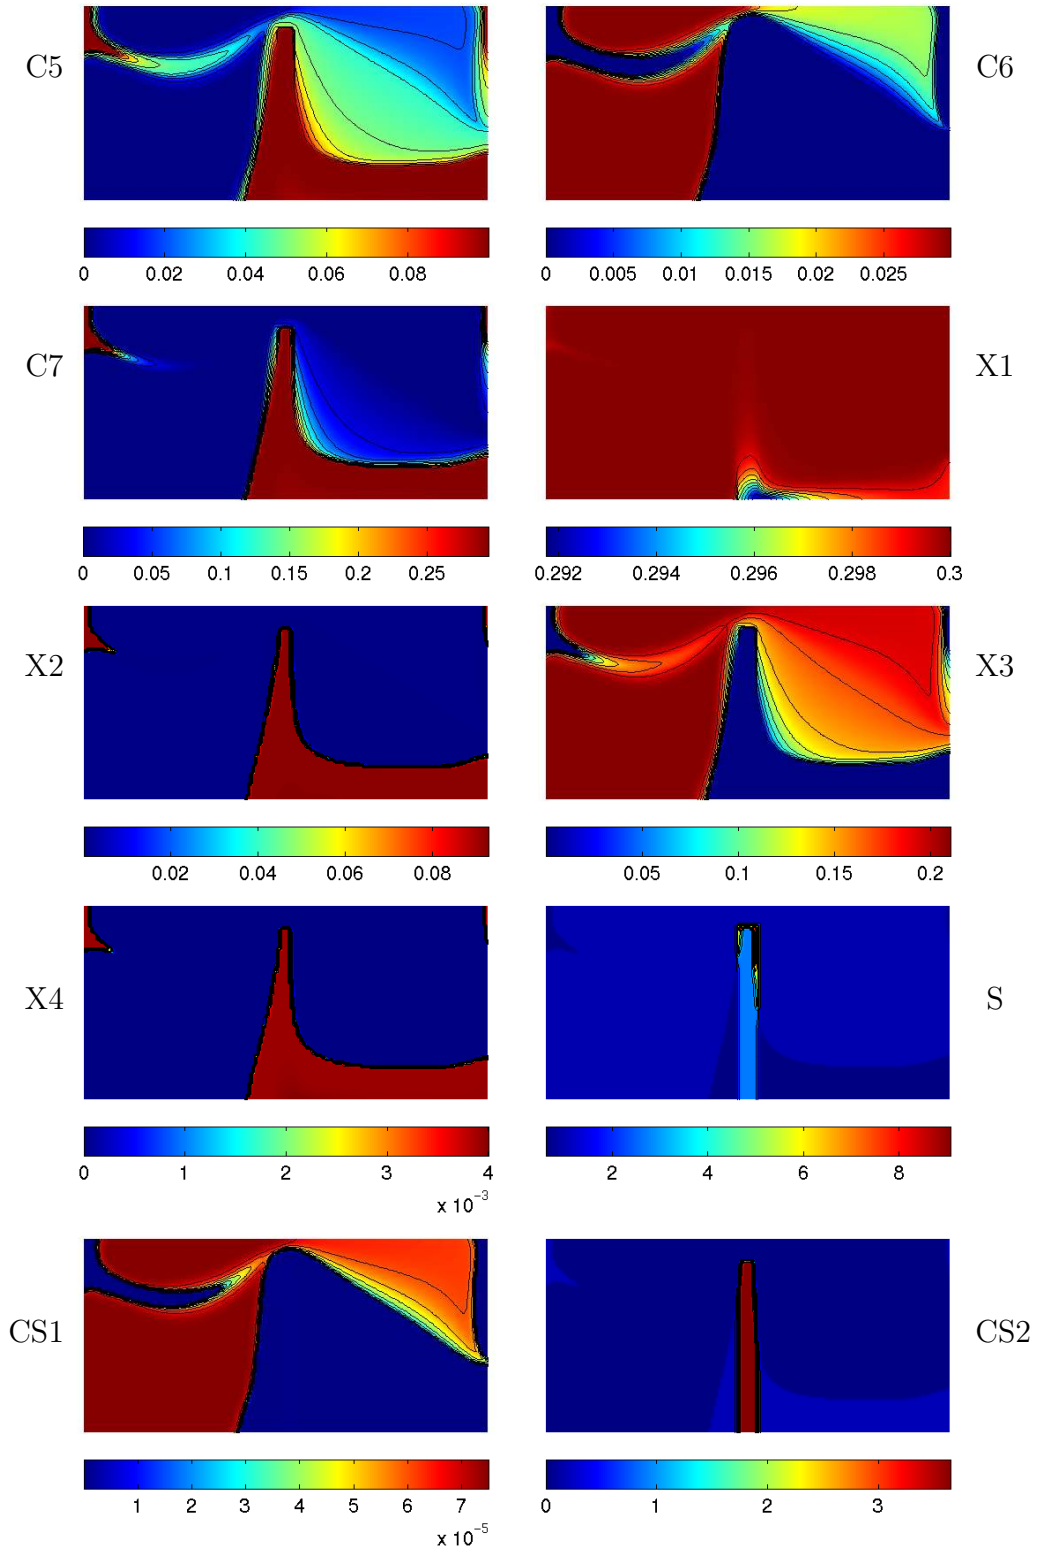 C5
C6
0 0.02 0.04 0.06 0.08
0 0.005 0.01 0.015 0.02 0.025
C7
X1
0 0.05 0.1 0.15 0.2 0.25
0.292 0.294 0.296 0.298 0.3
X2
X3
0.02 0.04 0.06 0.08
0.05 0.1 0.15 0.2
X4
S
0 1 2 3 4
x 10⁻³
2 4 6 8
CS1
CS2
1 2 3 4 5 6 7
x 10⁻⁵
0 1 2 3